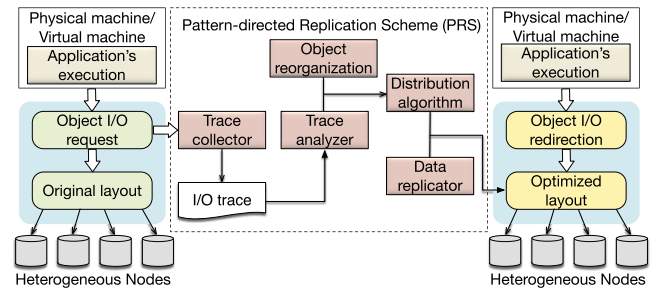 Physical machine/
Virtual machine
Application's
execution
Object I/O
request
Original layout
Heterogeneous Nodes
Pattern-directed Replication Scheme (PRS)
Object
reorganization
Trace
collector
Trace
analyzer
I/O trace
Distribution
algorithm
Data
replicator
Physical machine/
Virtual machine
Application's
execution
Object I/O
redirection
Optimized
layout
Heterogeneous Nodes